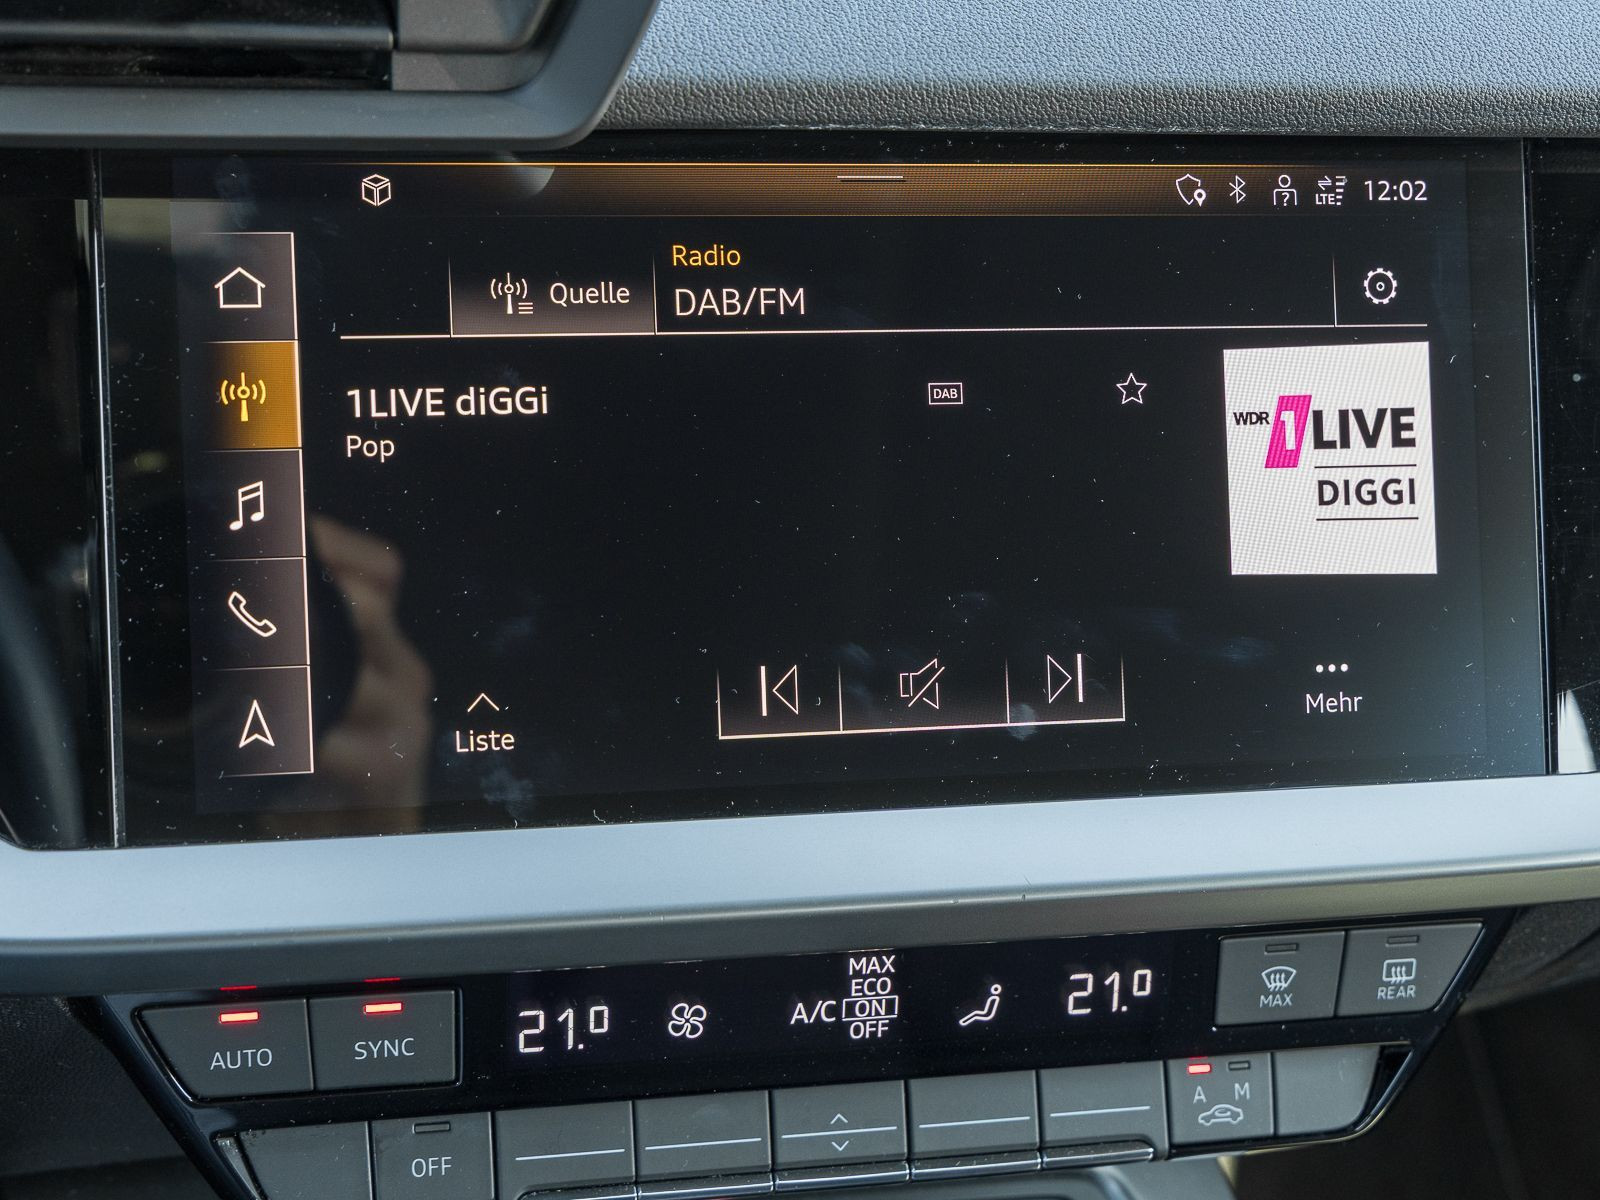 LTE
12:02
Quelle
Radio
DAB/FM
1LIVE diGGi
Pop
DAB
WDR 1LIVE
DIGGI
Liste
Mehr
AUTO
SYNC
21.0
A/C
MAX
ECO
ON
OFF
21.0
MAX
REAR
OFF
A M